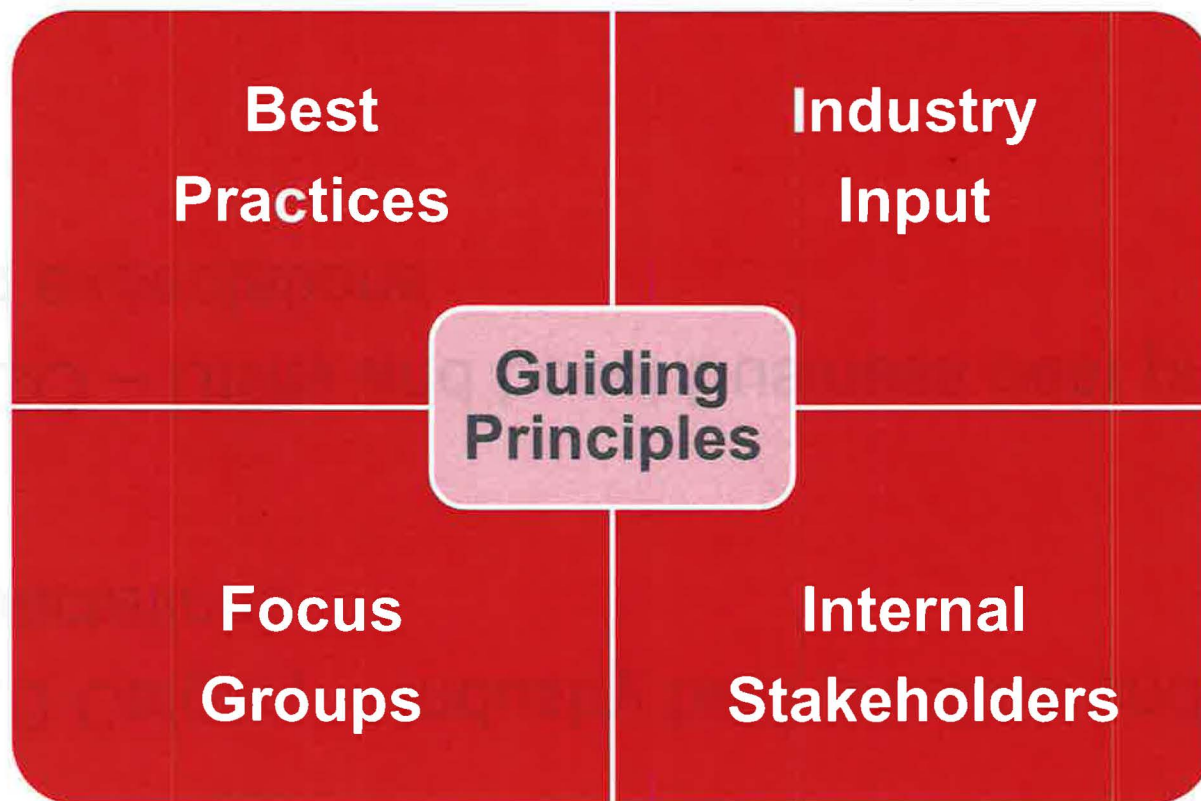 Best
Practices
Industry
Input
Guiding
Principles
Focus
Groups
Internal
Stakeholders